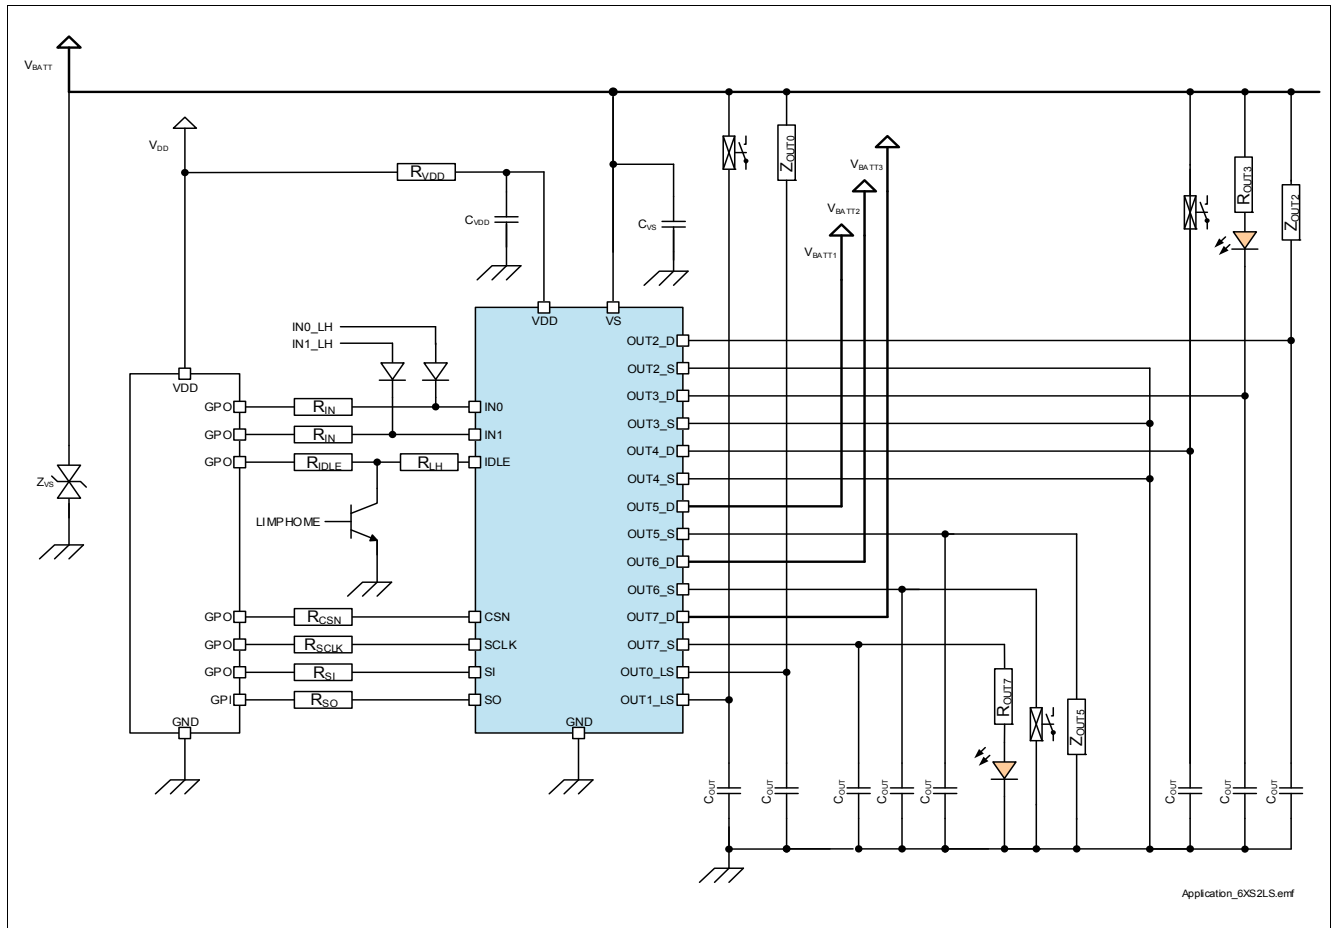 VBATT
VDD
RVDD
CVDD
CVS
ZOUT0
VBATT3
VBATT2
VBATT1
ROUT3
ZOUT2
IN0_LH
IN1_LH
VDD
VS
VDD
GPO
RIN
IN0
GPO
RIN
IN1
GPO
RIDLE
RLH
IDLE
ZVS
LIMPHOME
GPO
RCSN
CSN
GPO
RSCLK
SCLK
GPO
RSI
SI
GPI
RSO
SO
GND
GND
OUT2_D
OUT2_S
OUT3_D
OUT3_S
OUT4_D
OUT4_S
OUT5_D
OUT5_S
OUT6_D
OUT6_S
OUT7_D
OUT7_S
OUT0_LS
OUT1_LS
ROUT7
ZOUT5
COUT
COUT
COUT
COUT
COUT
COUT
COUT
COUT
Application_6XS2LS.emf